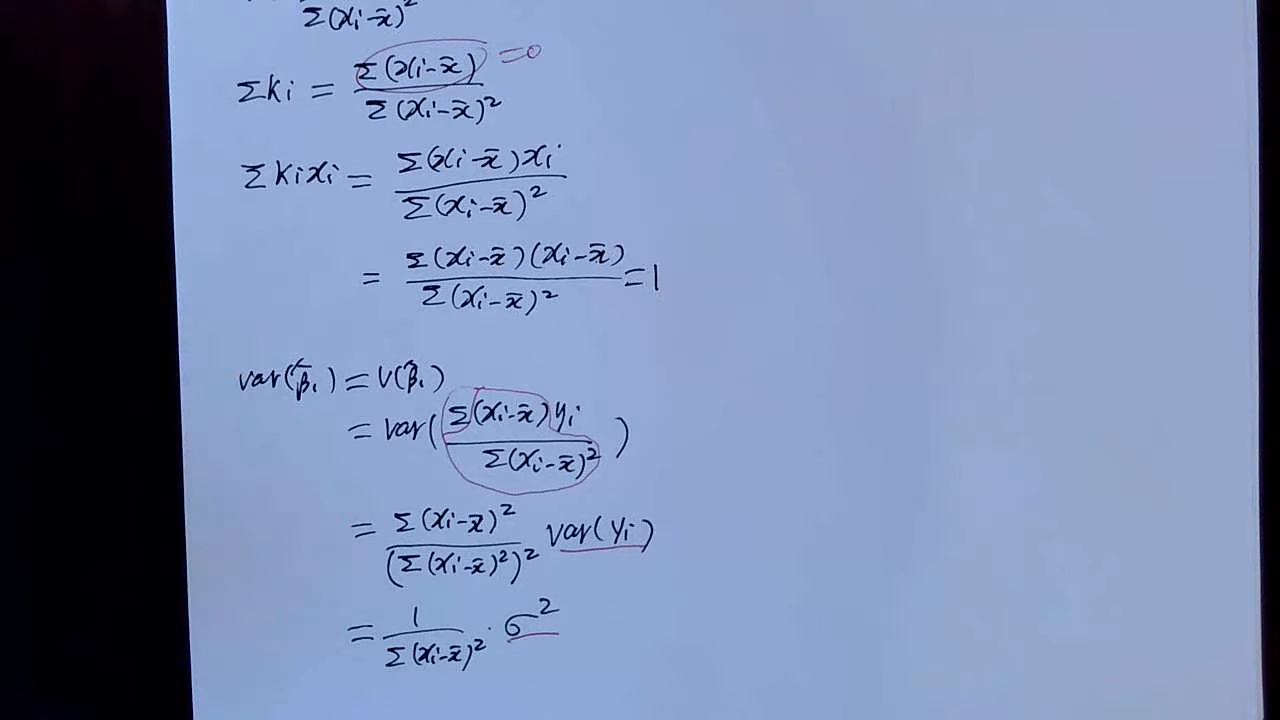 Σ(xi-x̄)²
Σki = Σ(xi-x̄) / Σ(xi-x̄)² =0
Σkixi = Σ(xi-x̄)xi / Σ(xi-x̄)²
= Σ(xi-x̄)(xi-x̄) / Σ(xi-x̄)² = 1
var(β̂₁) = V(β̂₁)
= var( Σ(xi-x̄)yi / Σ(xi-x̄)² )
= Σ(xi-x̄)² / (Σ(xi-x̄)²)² var(yi)
= 1 / Σ(xi-x̄)² · σ²